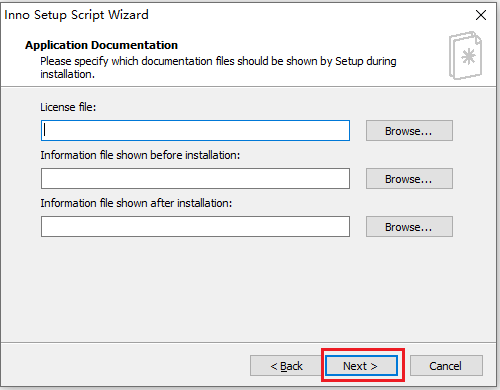 Inno Setup Script Wizard
Application Documentation
Please specify which documentation files should be shown by Setup during
installation.
License file:
Browse...
Information file shown before installation:
Browse...
Information file shown after installation:
Browse...
< Back
Next >
Cancel